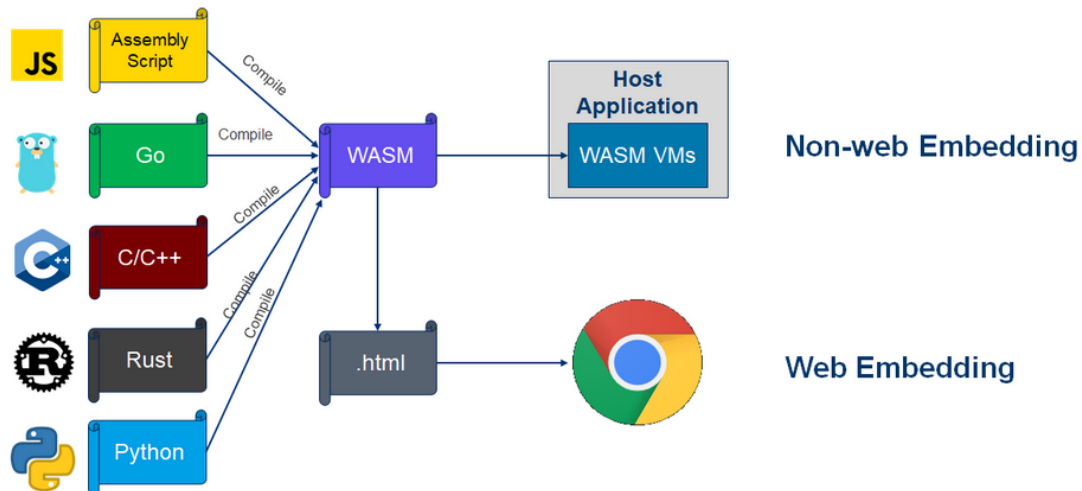 JS
Assembly
Script
Compile
Go
Compile
WASM
Host
Application
WASM VMs
Non-web Embedding
C++
C/C++
Compile
R
Rust
Compile
.html
Web Embedding
Python
Compile